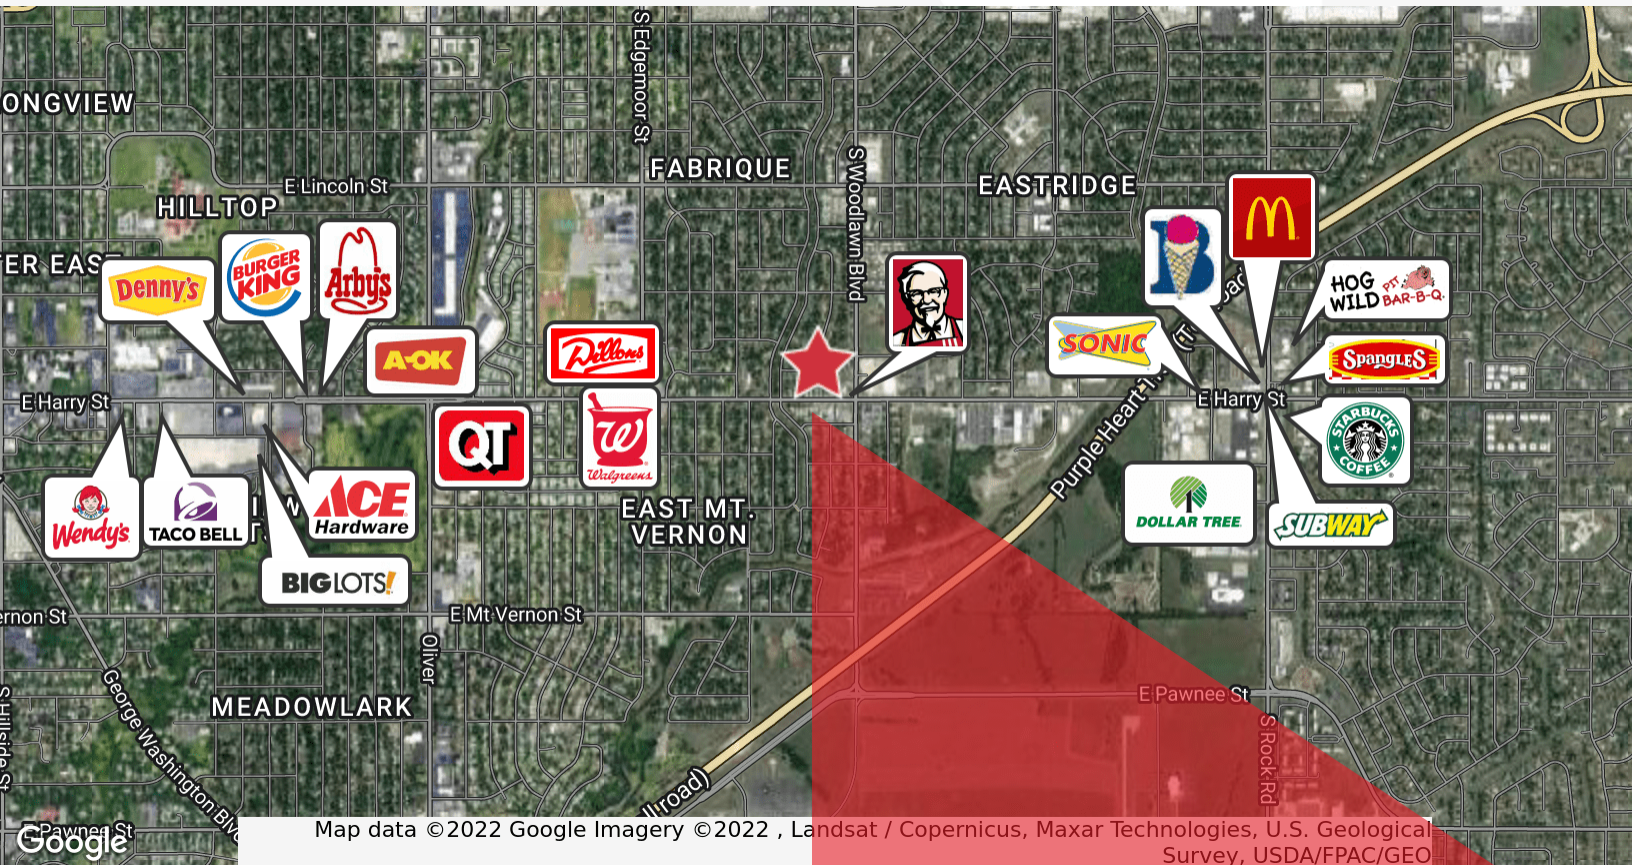 S Edgemoor St
ONGVIEW
FABRIQUE
S Woodlawn Blvd
EASTRIDGE
E Lincoln St
HILLTOP
ER EAST
Denny's
BURGER
KING
Arby's
A·OK
Dillons
B
M
HOG
WILD
PIT
BAR-B-Q.
SONIC
SPANGLES
E Harry St
E Harry St
QT
W
Walgreens
STARBUCKS
COFFEE
Purple Heart
Wendy's
TACO BELL
ACE
Hardware
DOLLAR TREE
SUBWAY
EAST MT.
VERNON
BIG LOTS!
ernon St
E Mt Vernon St
Oliver
MEADOWLARK
George Washington Blv
S Hillside St
E Pawnee St
S Rock Rd
llroad)
E Pawnee St
Google
Map data ©2022 Google Imagery ©2022 , Landsat / Copernicus, Maxar Technologies, U.S. Geological
Survey, USDA/FPAC/GEO